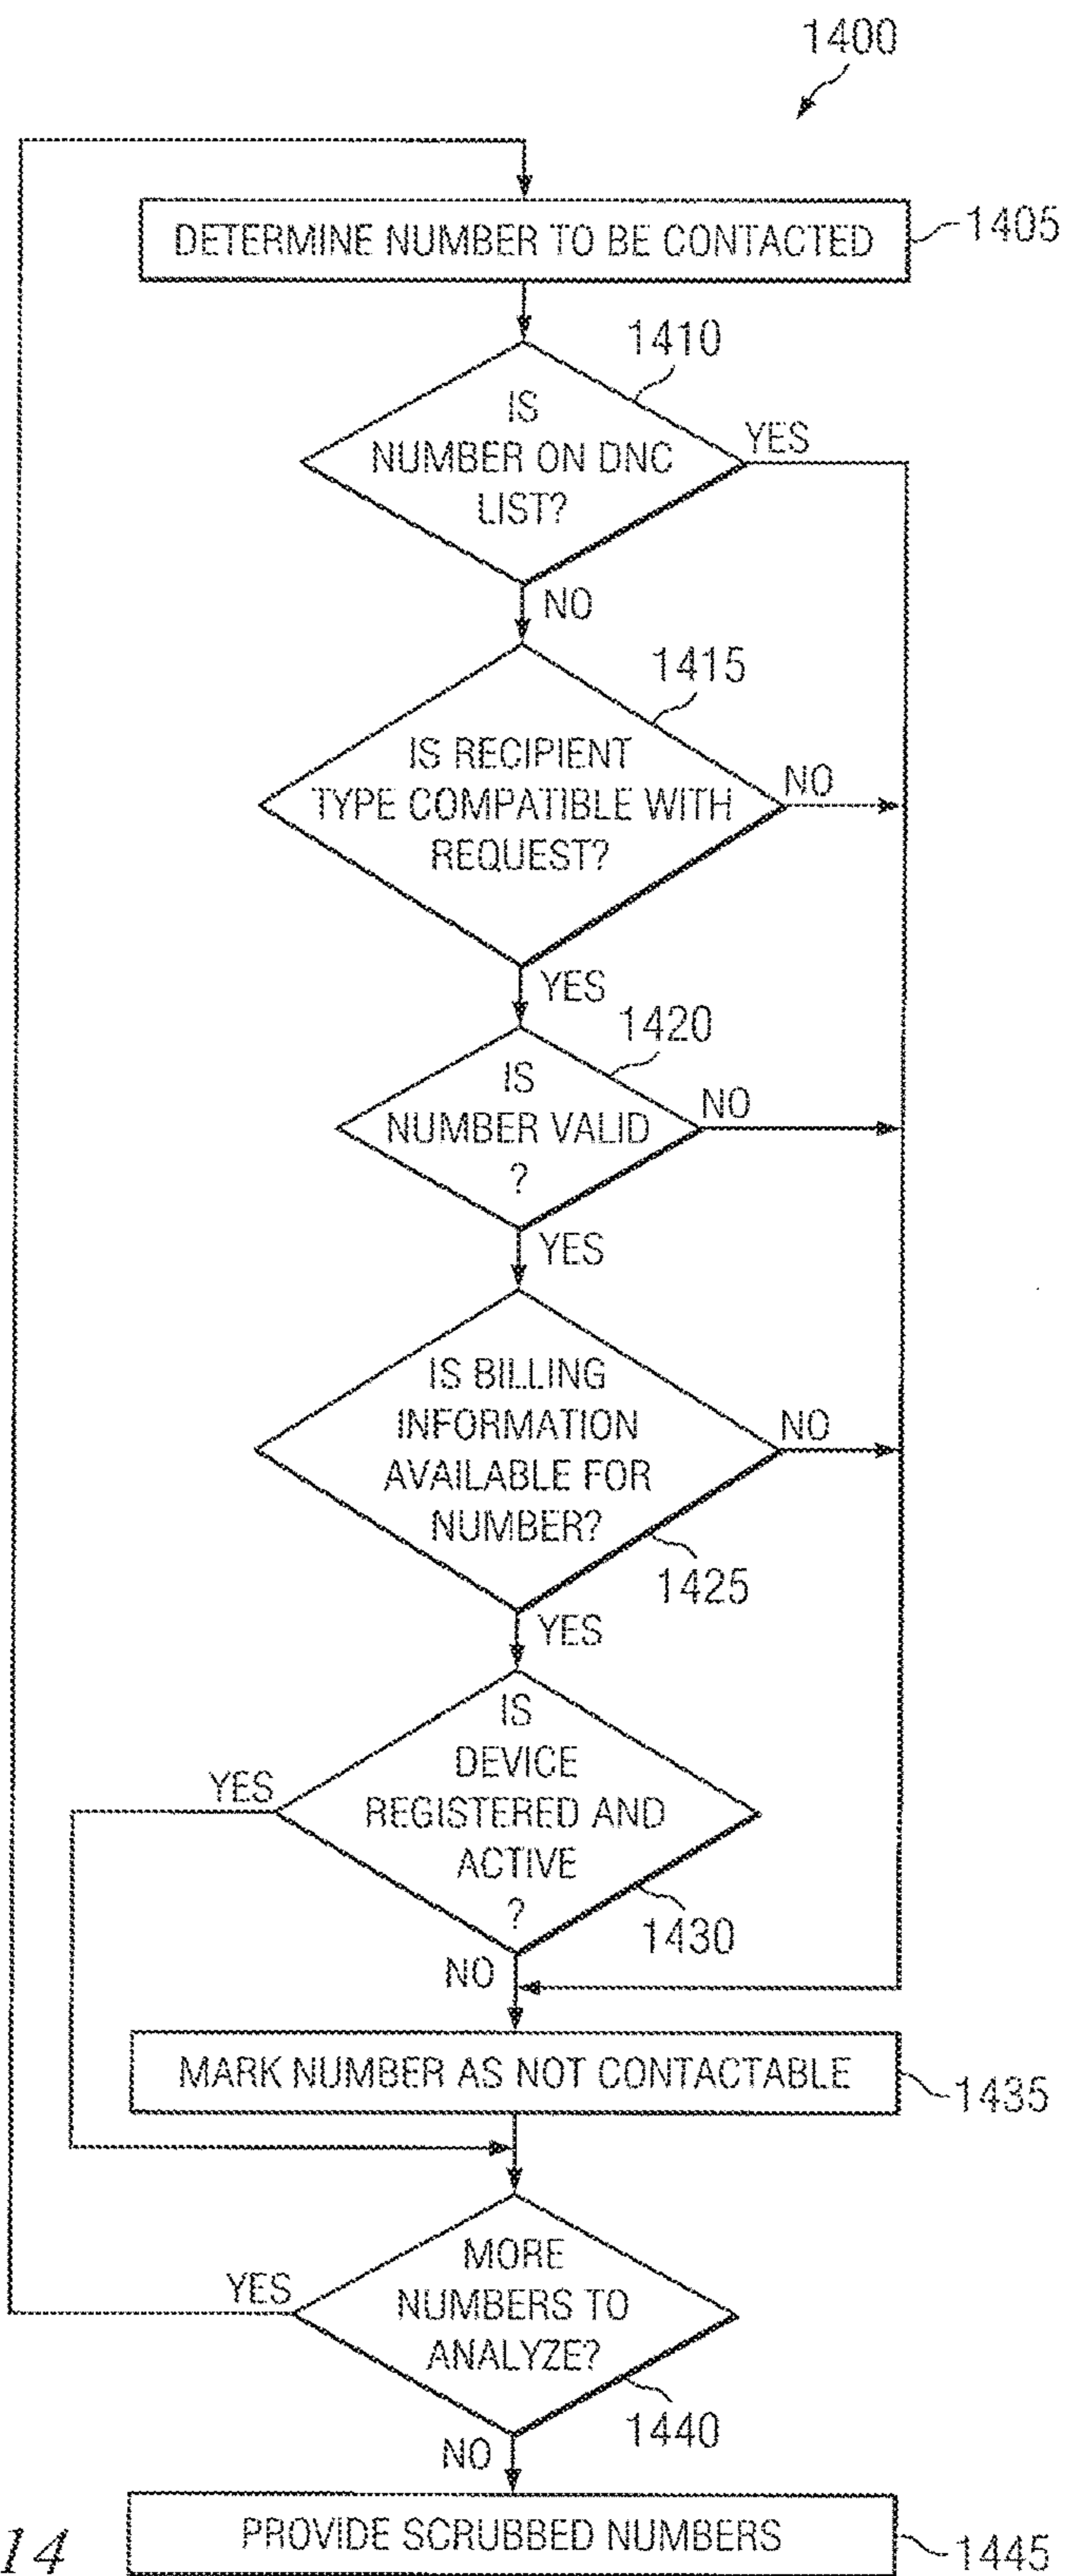 1400
DETERMINE NUMBER TO BE CONTACTED
1405
1410
IS
NUMBER ON DNC
LIST?
YES
NO
1415
IS RECIPIENT
TYPE COMPATIBLE WITH
REQUEST?
NO
YES
1420
IS
NUMBER VALID
?
NO
YES
IS BILLING
INFORMATION
AVAILABLE FOR
NUMBER?
NO
1425
YES
IS
DEVICE
REGISTERED AND
ACTIVE
?
YES
1430
NO
MARK NUMBER AS NOT CONTACTABLE
1435
MORE
NUMBERS TO
ANALYZE?
YES
1440
NO
PROVIDE SCRUBBED NUMBERS
1445
14